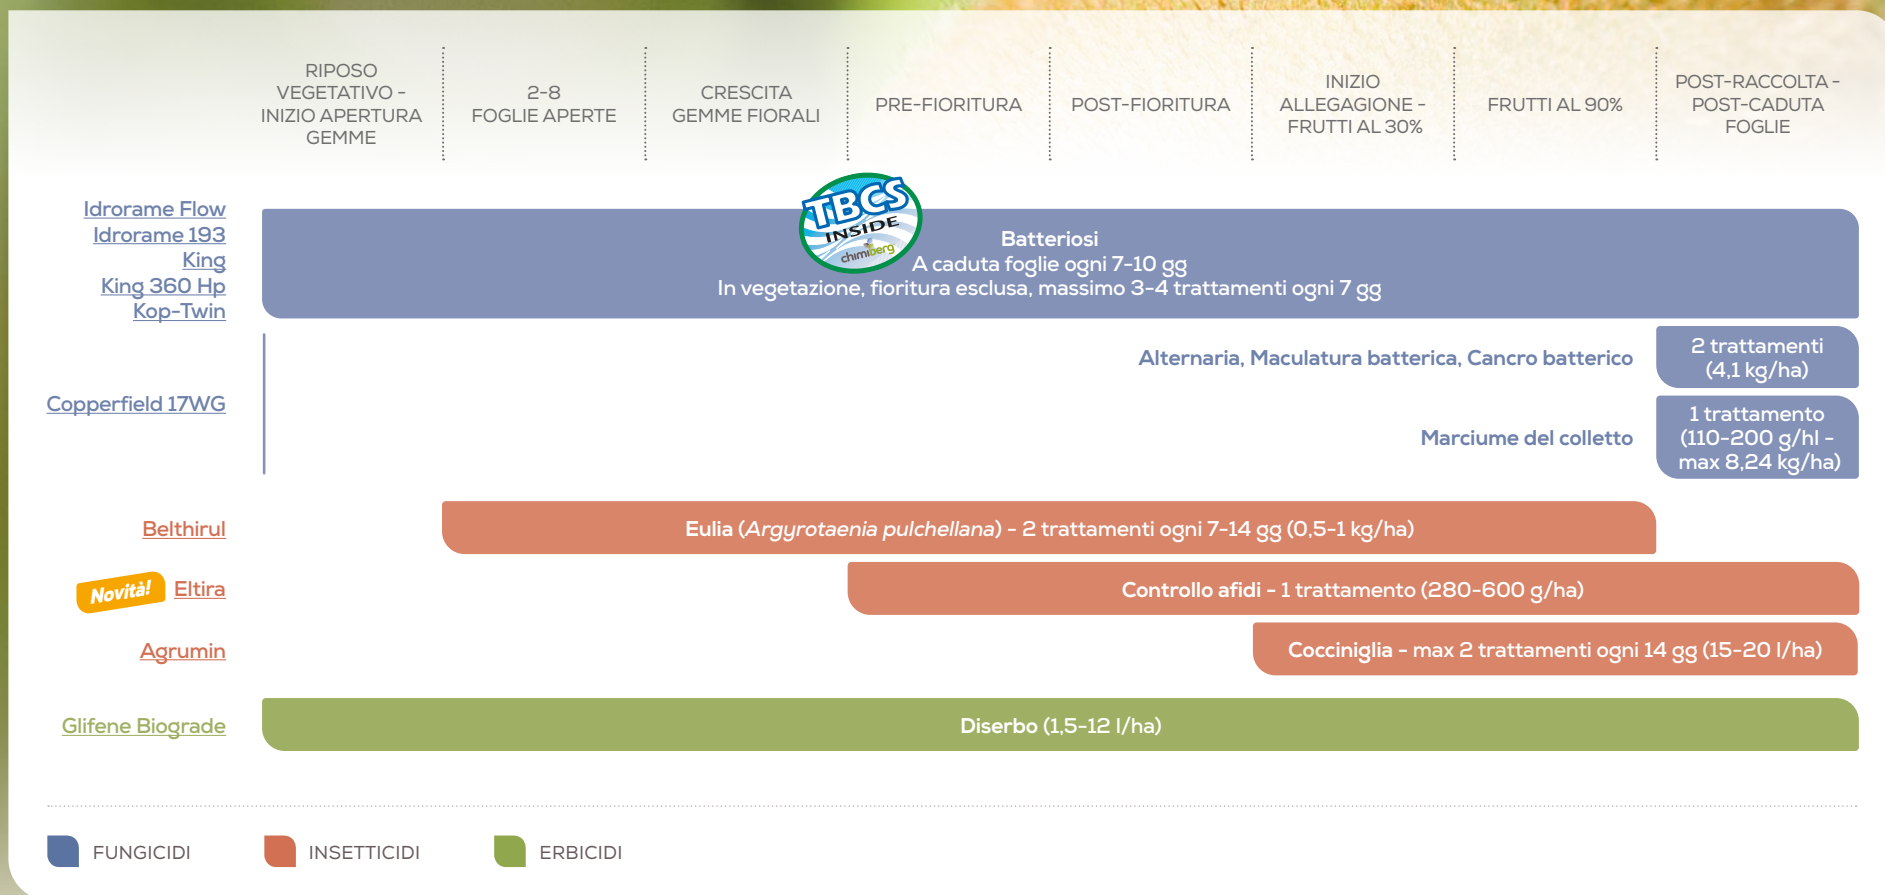 RIPOSO
VEGETATIVO -
INIZIO APERTURA
GEMME
2-8
FOGLIE APERTE
CRESCITA
GEMME FIORALI
PRE-FIORITURA
POST-FIORITURA
INIZIO
ALLEGAGIONE -
FRUTTI AL 30%
FRUTTI AL 90%
POST-RACCOLTA -
POST-CADUTA
FOGLIE
Idrorame Flow
Idrorame 193
King
King 360 Hp
Kop-Twin
TBCS
INSIDE
chimiberg
Batteriosi
A caduta foglie ogni 7-10 gg
In vegetazione, fioritura esclusa, massimo 3-4 trattamenti ogni 7 gg
Copperfield 17WG
Alternaria, Maculatura batterica, Cancro batterico
2 trattamenti
(4,1 kg/ha)
Marciume del colletto
1 trattamento
(110-200 g/hl -
max 8,24 kg/ha)
Belthirul
Eulia (Argyrotaenia pulchellana) - 2 trattamenti ogni 7-14 gg (0,5-1 kg/ha)
Novità! Eltira
Controllo afidi - 1 trattamento (280-600 g/ha)
Agrumin
Cocciniglia - max 2 trattamenti ogni 14 gg (15-20 l/ha)
Glifene Biograde
Diserbo (1,5-12 l/ha)
FUNGICIDI
INSETTICIDI
ERBICIDI